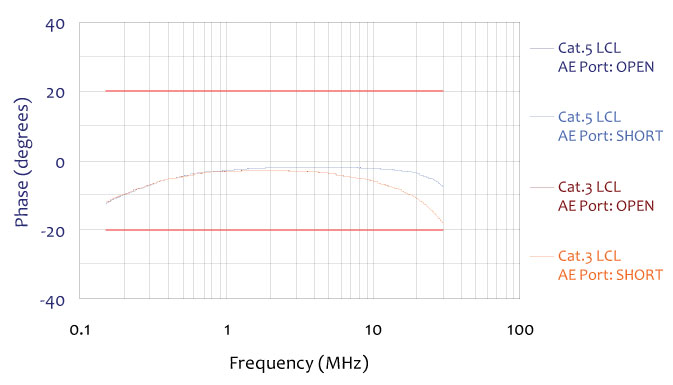 40
20
0
-20
-40
Phase (degrees)
0.1 1 10 100
Frequency (MHz)
Cat.5 LCL
AE Port: OPEN
Cat.5 LCL
AE Port: SHORT
Cat.3 LCL
AE Port: OPEN
Cat.3 LCL
AE Port: SHORT